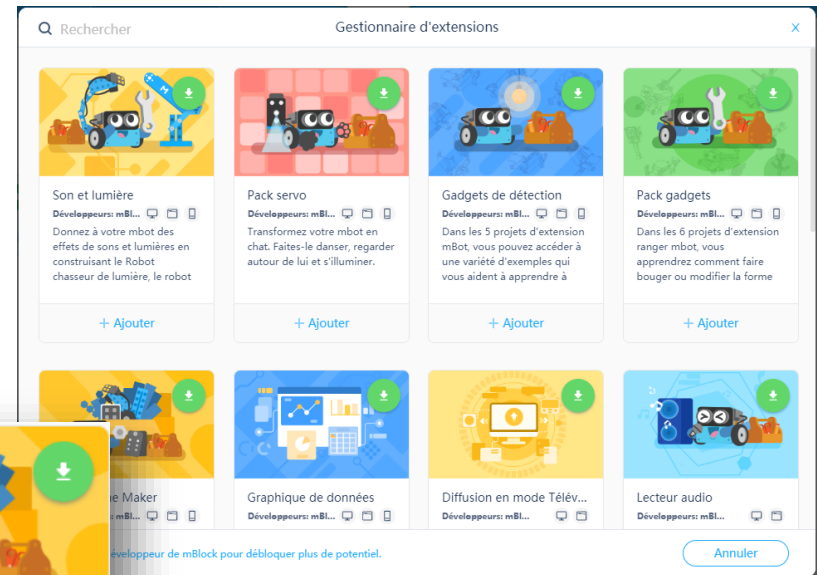 Rechercher
Gestionnaire d'extensions
Son et lumière
Développeurs: mBl...
Donnez à votre mbot des
effets de sons et lumières en
construisant le Robot
chasseur de lumière, le robot
+ Ajouter
Pack servo
Développeurs: mBl...
Transformez votre mbot en
chat. Faites-le danser, regarder
autour de lui et s'illuminer.
+ Ajouter
Gadgets de détection
Développeurs: mBl...
Dans les 5 projets d'extension
mBot, vous pouvez accéder à
une variété d'exemples qui
vous aident à apprendre à
+ Ajouter
Pack gadgets
Développeurs: mBl...
Dans les 6 projets d'extension
ranger mbot, vous
apprendrez comment faire
bouger ou modifier la forme
+ Ajouter
Maker
mBl...
Graphique de données
Développeurs: mBl...
Diffusion en mode Télév...
Développeurs: mBl...
Lecteur audio
Développeurs: mBl...
éveloppeur de mBlock pour débloquer plus de potentiel.
Annuler